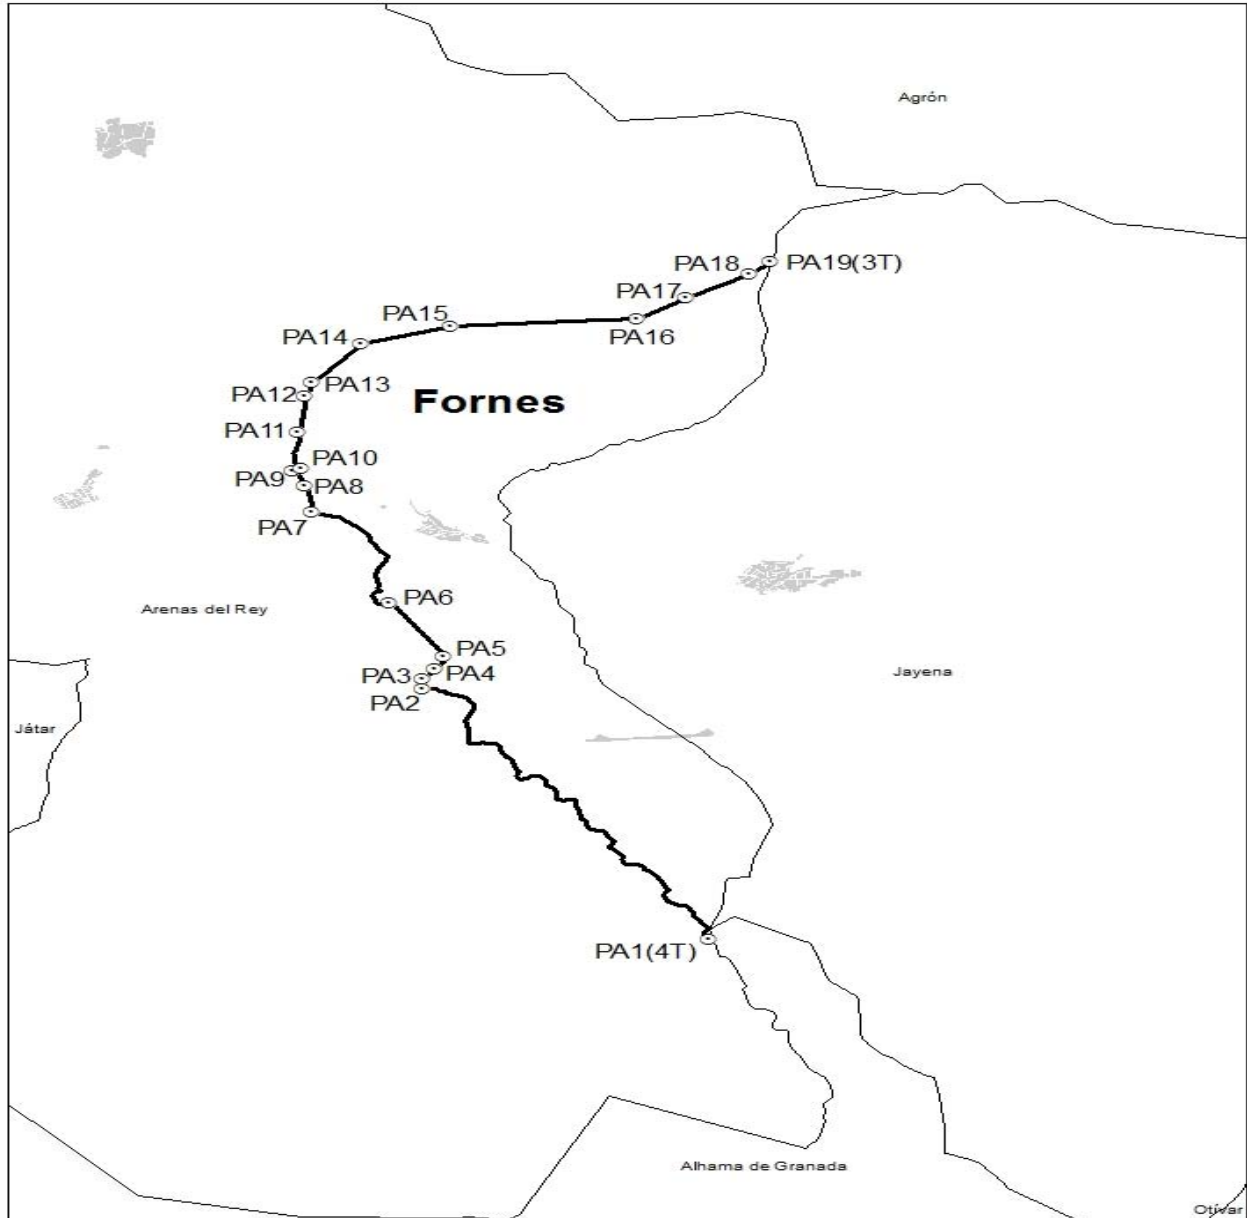 Agrón
PA18
PA19(3T)
PA17
PA15
PA16
PA14
PA13
PA12
Fornes
PA11
PA10
PA9
PA8
PA7
PA6
Arenas del Rey
PA5
PA4
PA3
Jayena
PA2
Játar
PA1(4T)
Alhama de Granada
Otívar